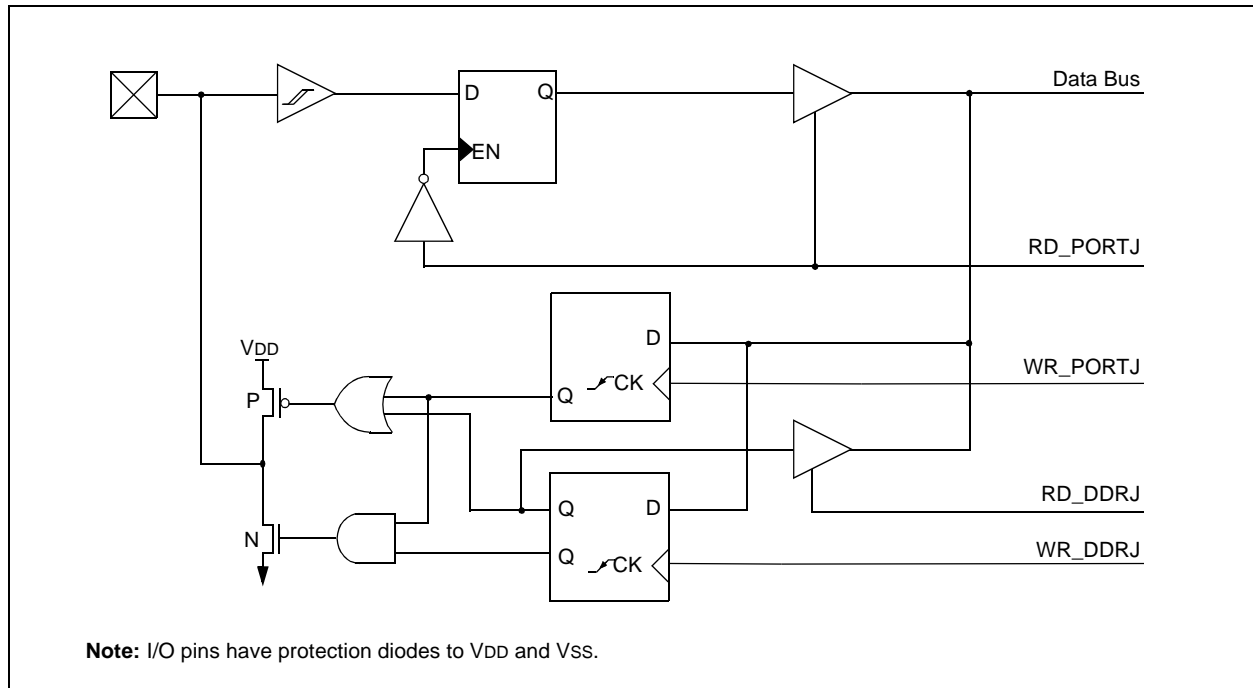 Data Bus
D
Q
EN
RD_PORTJ
D
VDD
WR_PORTJ
P
Q
CK
RD_DDRJ
Q
D
N
WR_DDRJ
Q
CK
Note: I/O pins have protection diodes to VDD and VSS.